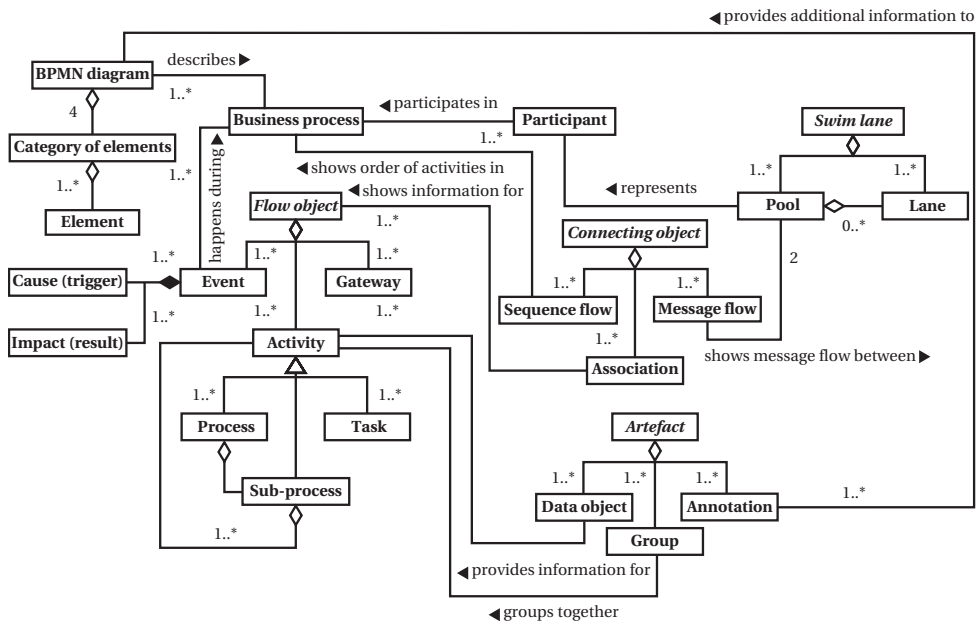 ◄ provides additional information to
describes ►
BPMN diagram
1..*
4
◄ participates in
Business process
Participant
Swim lane
1..*
Category of elements
◄ shows order of activities in
1..*
1..*
1..*
happens during ►
◄ shows information for
◄ represents
1..*
Flow object
Pool
Lane
Element
1..*
0..*
Connecting object
1..*
1..*
2
Cause (trigger)
Event
1..*
Gateway
1..*
1..*
1..*
1..*
1..*
Sequence flow
Message flow
Impact (result)
Activity
1..*
shows message flow between ►
Association
1..*
1..*
Process
Task
Artefact
1..*
1..*
1..*
Sub-process
1..*
Data object
Annotation
1..*
Group
◄ provides information for
◄ groups together